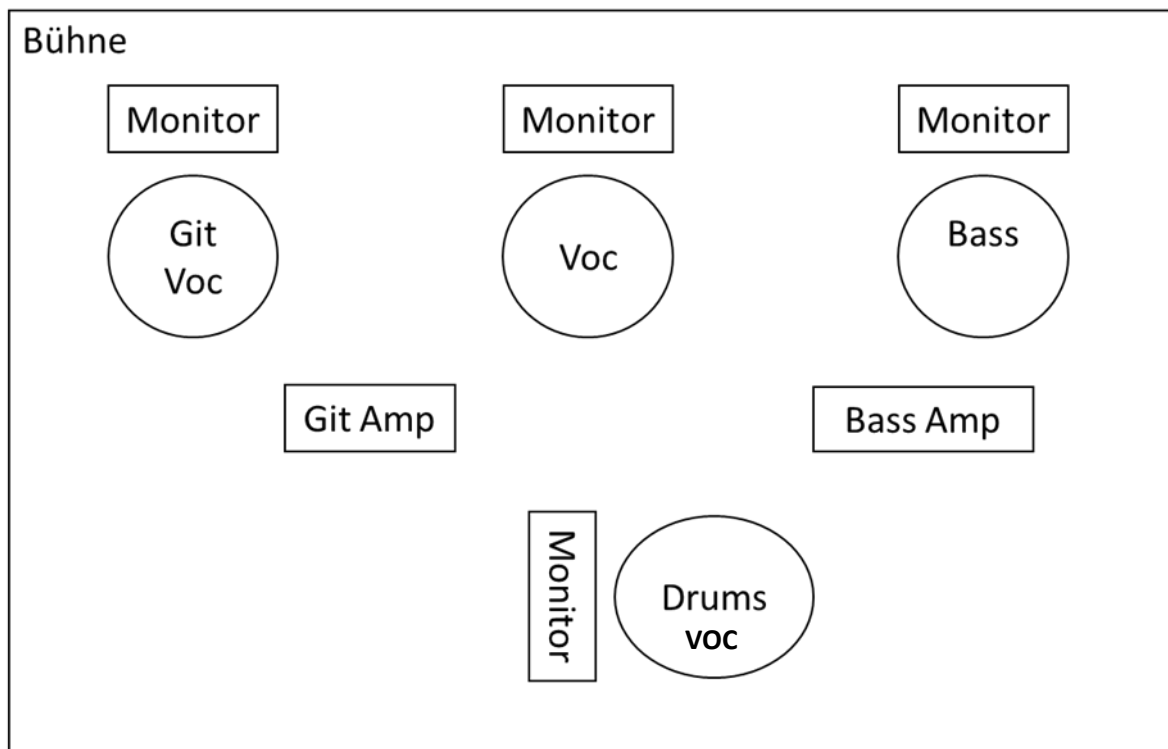 Bühne
Monitor
Monitor
Monitor
Git
Voc
Voc
Bass
Git Amp
Bass Amp
Monitor
Drums
voc